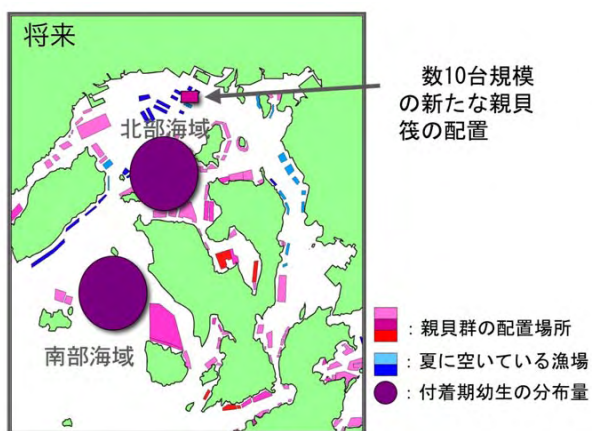 将来
数10台規模
の新たな親貝
筏の配置
北部海域
南部海域
：親貝群の配置場所
：夏に空いている漁場
：付着期幼生の分布量